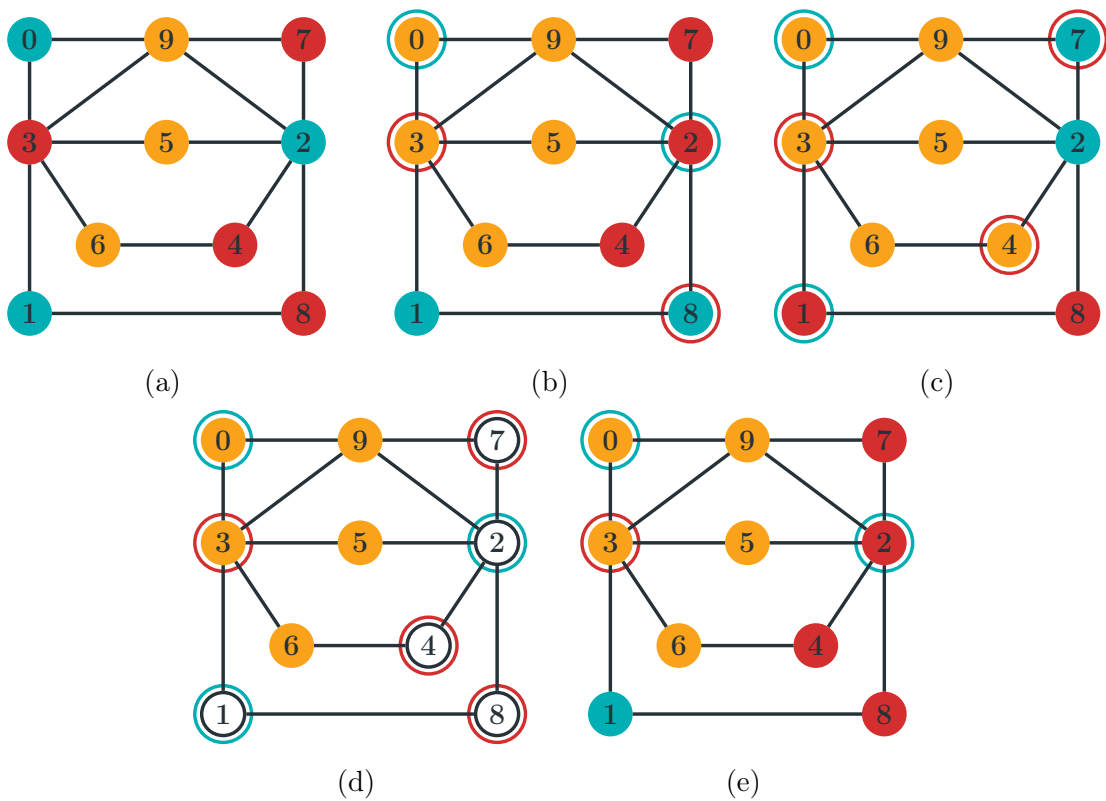 0 9 7 0 9 7 0 9 7
3 5 2 3 5 2 3 5 2
6 4 6 4 6 4
1 8 1 8 1 8
(a) (b) (c)
0 9 7 0 9 7
3 5 2 3 5 2
6 4 6 4
1 8 1 8
(d) (e)